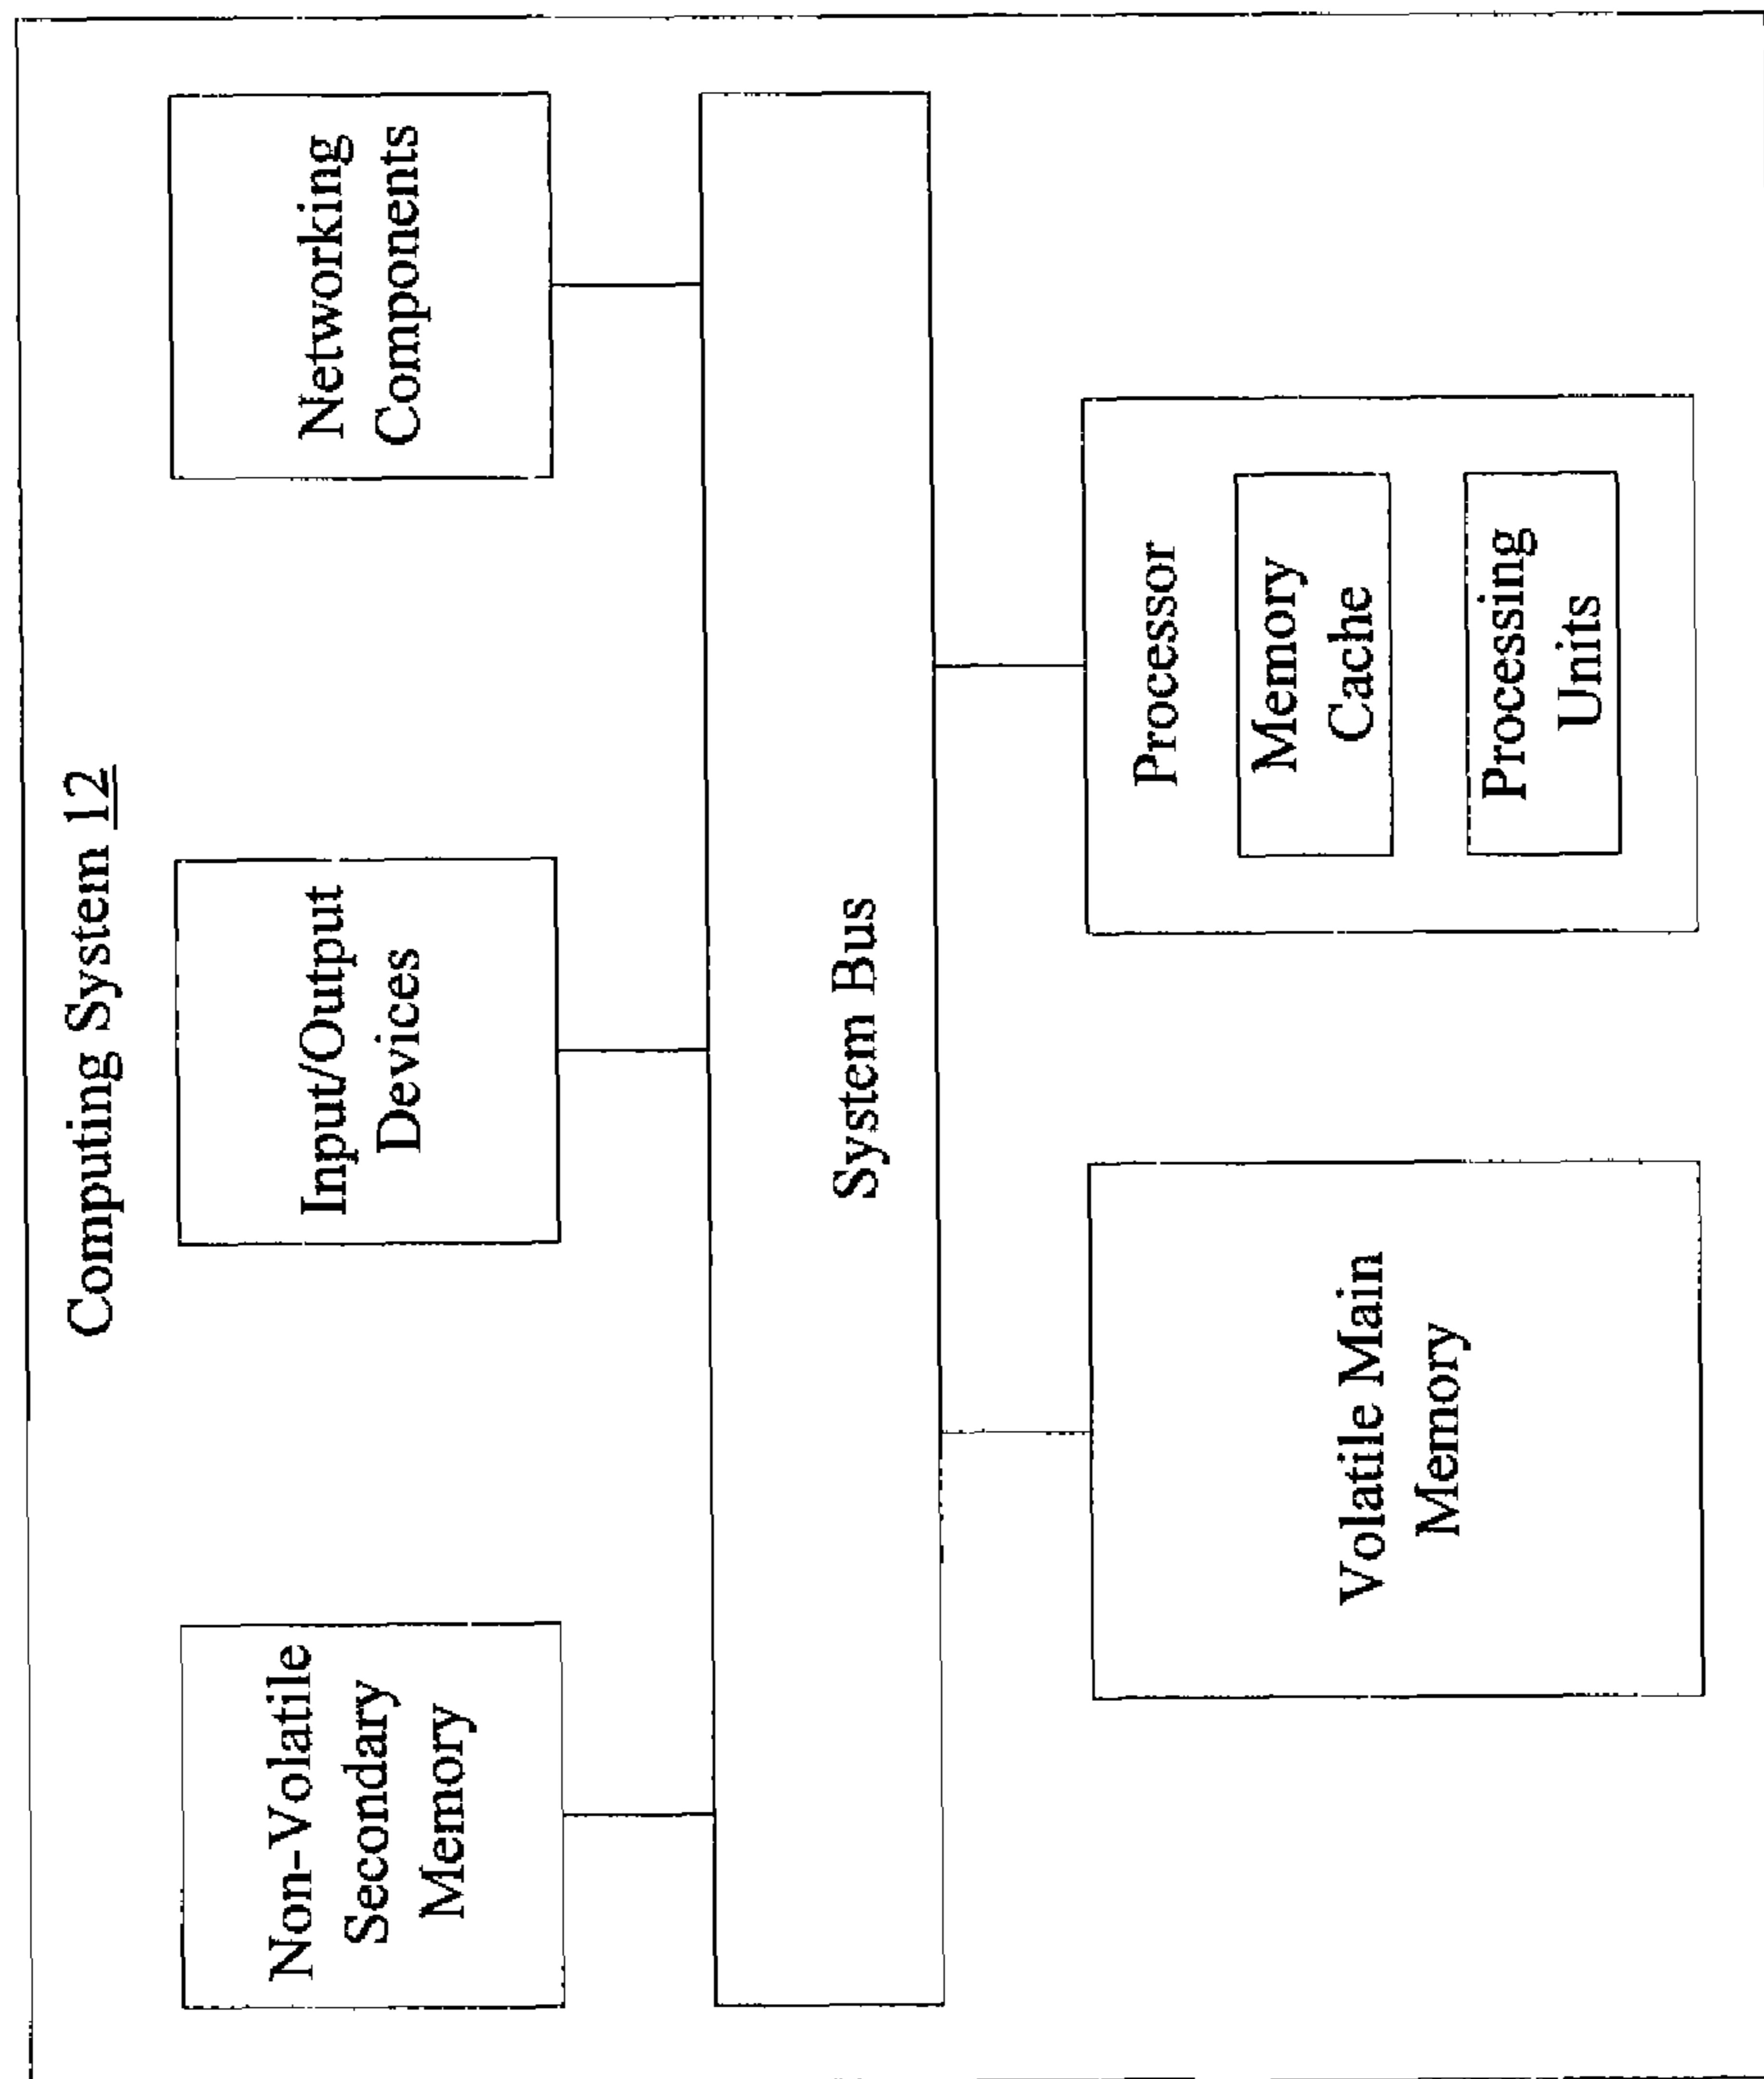 Computing System 12
Non-Volatile
Secondary
Memory
Input/Output
Devices
Networking
Components
System Bus
Volatile Main
Memory
Processor
Memory
Cache
Processing
Units